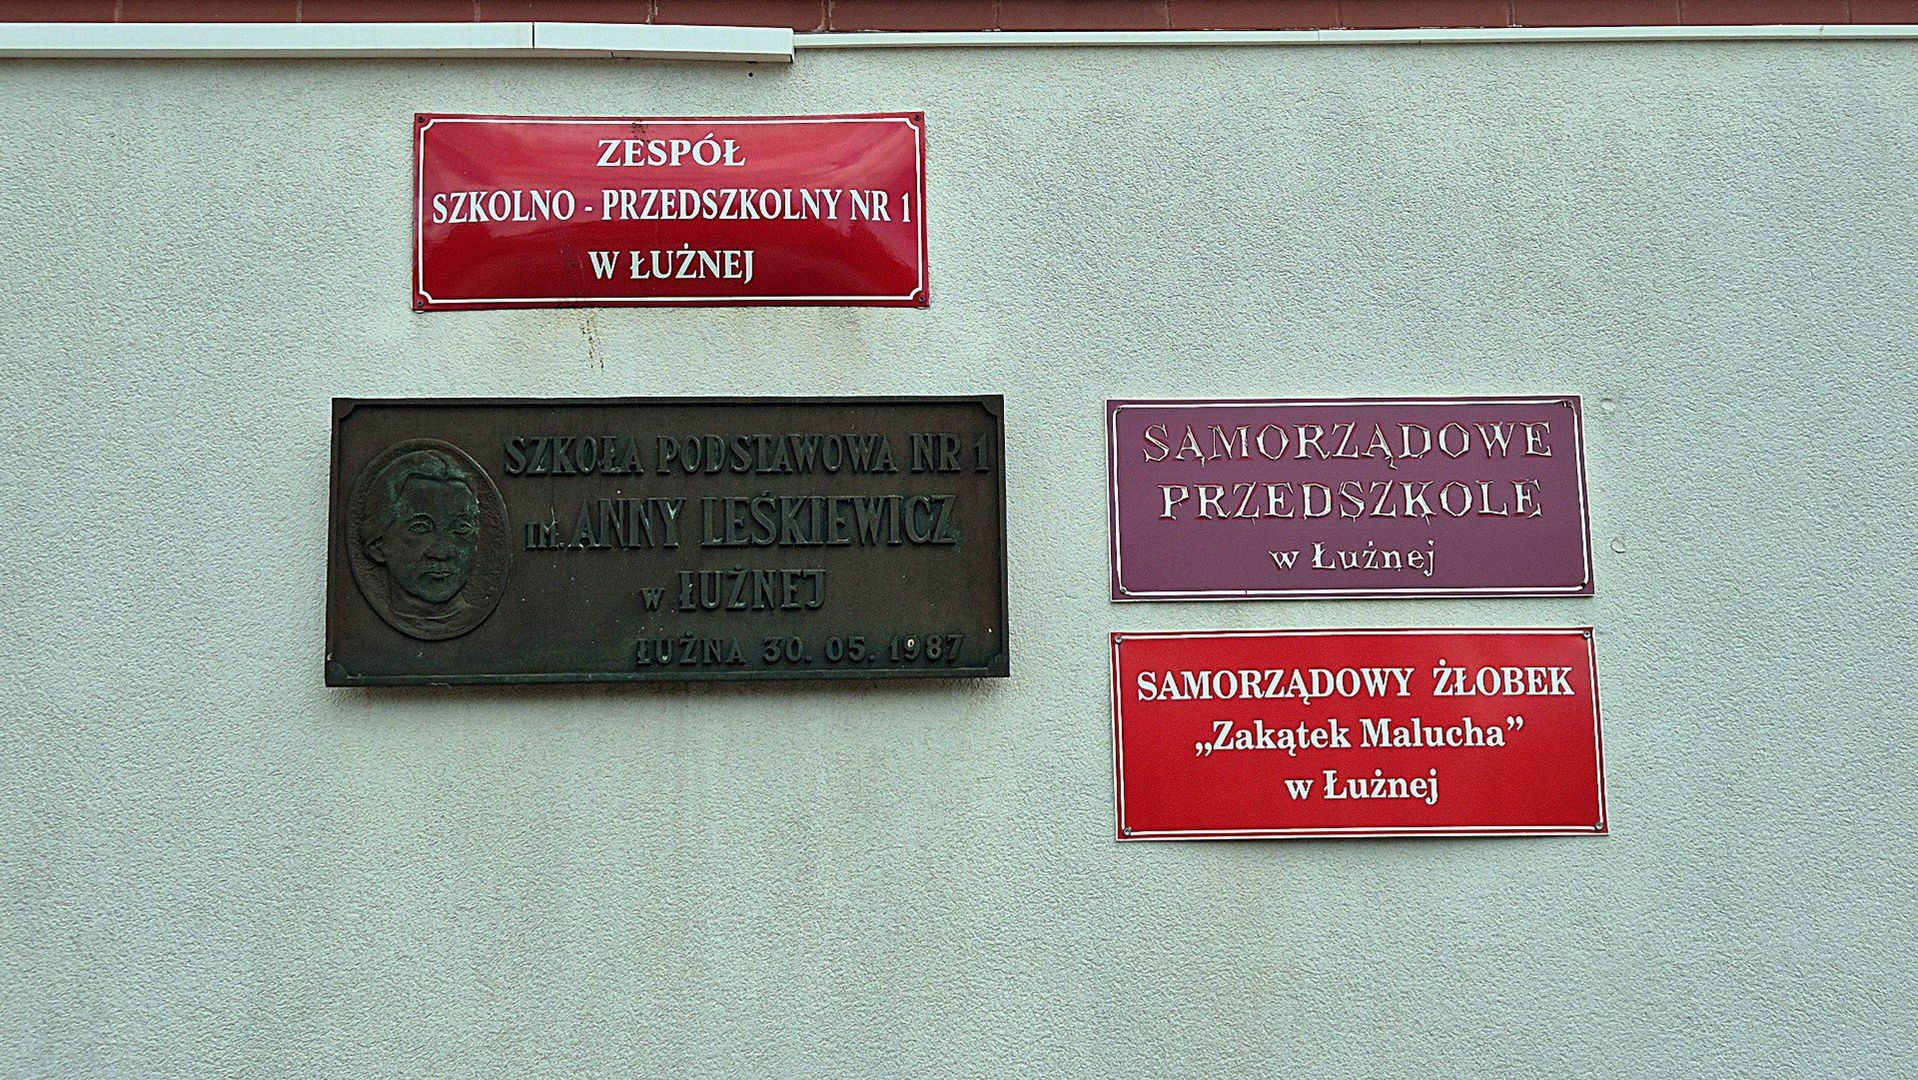 ZESPÓŁ
SZKOLNO - PRZEDSZKOLNY NR 1
W ŁUŻNEJ
SZKOŁA PODSTAWOWA NR 1
IM. ANNY LEŚKIEWICZ
W ŁUŻNEJ
ŁUŻNA 30. 05. 1987
SAMORZĄDOWE
PRZEDSZKOLE
w Łużnej
SAMORZĄDOWY ŻŁOBEK
„Zakątek Malucha”
w Łużnej